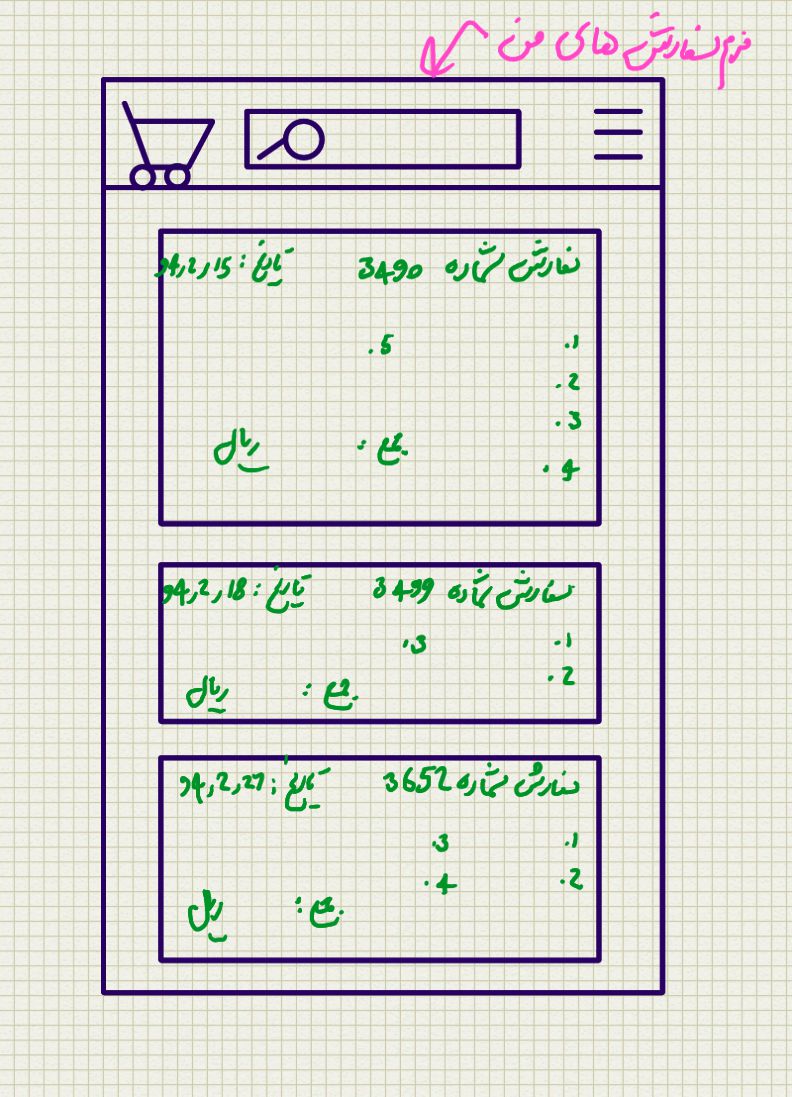 فرم سفارش های من
سفارش شماره 3490 تاریخ: 94,2,15
.1 .5
.2
.3
جمع: ریال
.4
سفارش شماره 3499 تاریخ: 94,2,18
.1 .3
.2
جمع: ریال
سفارش شماره 3652 تاریخ: 94,2,27
.1 .3
.2 .4
جمع: ریال